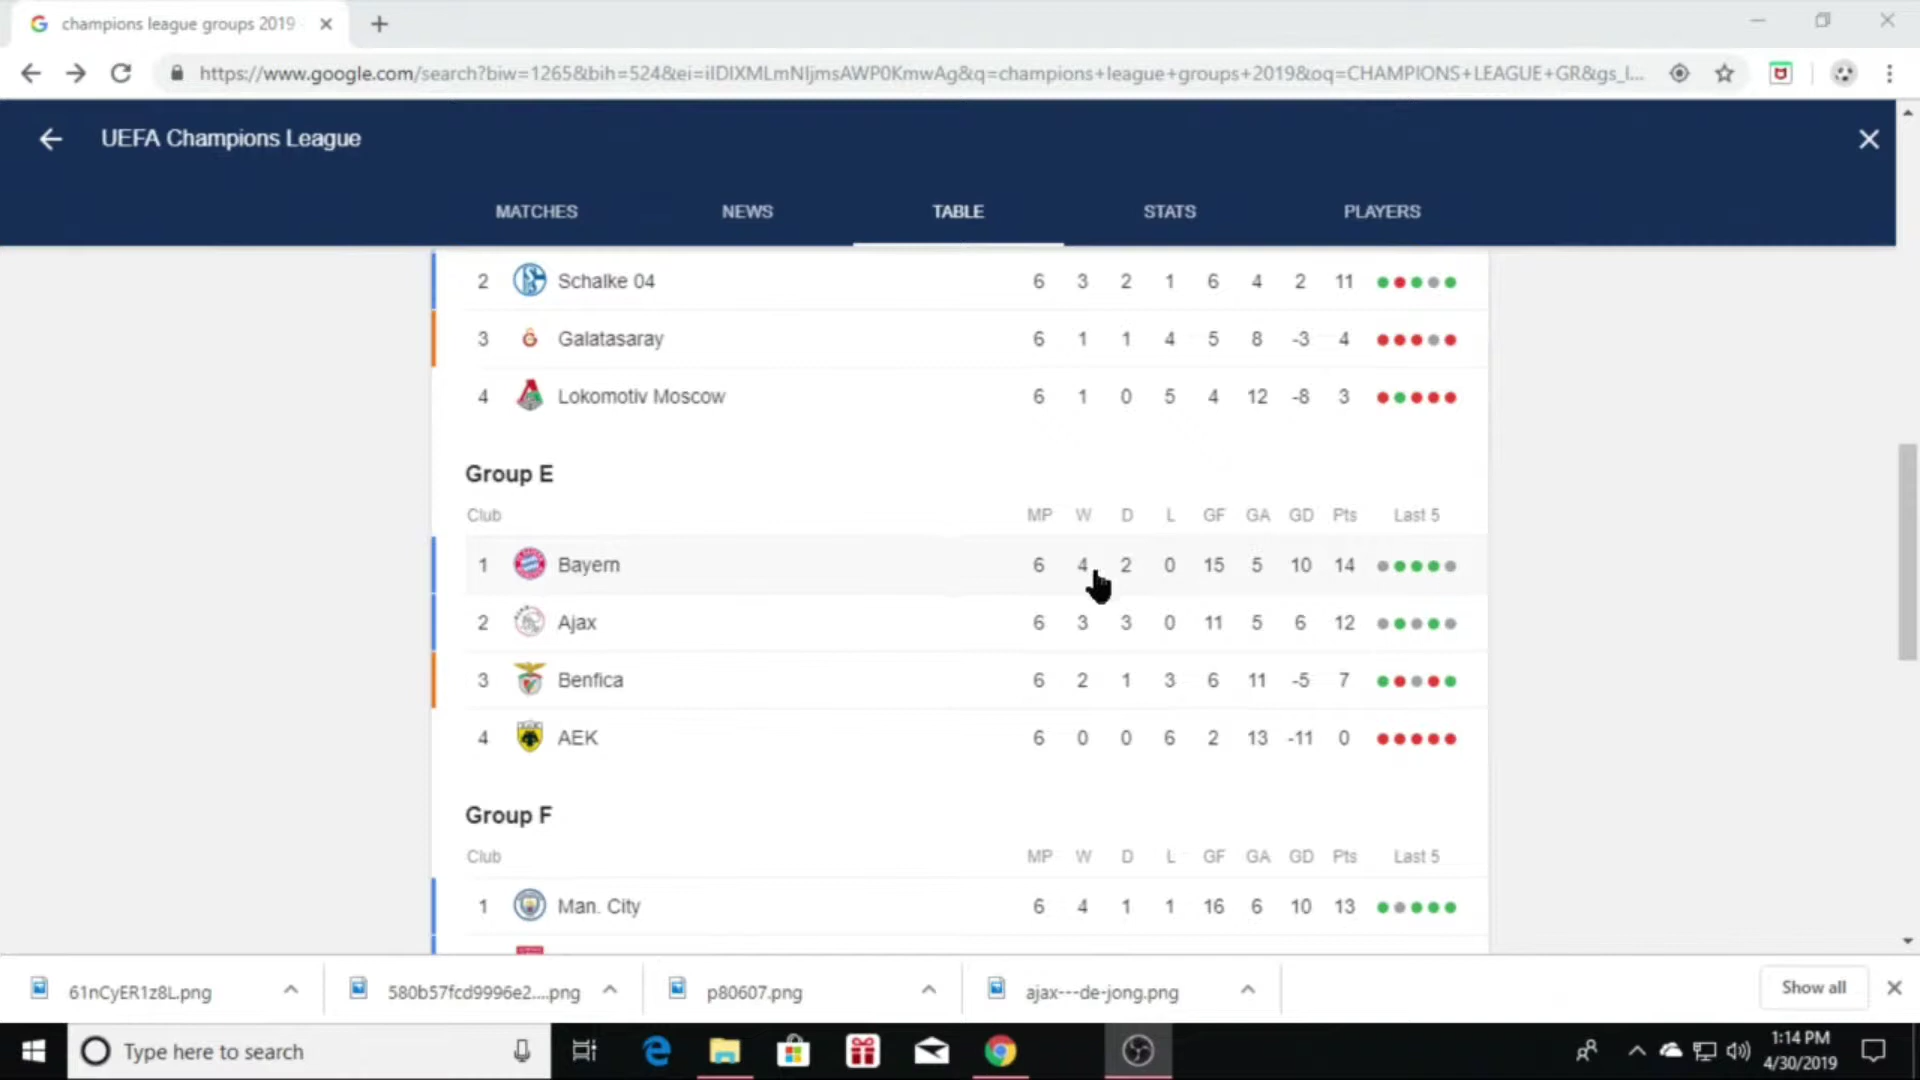 champions league groups 2019
https://www.google.com/search?biw=1265&bih=524&ei=iIDIXMLmNIjmsAWP0KmwAg&q=champions+league+groups+2019&oq=CHAMPIONS+LEAGUE+GR&gs_l...
UEFA Champions League
MATCHES NEWS TABLE STATS PLAYERS
2 Schalke 04 6 3 2 1 6 4 2 11
3 Galatasaray 6 1 1 4 5 8 -3 4
4 Lokomotiv Moscow 6 1 0 5 4 12 -8 3
Group E
Club MP W D L GF GA GD Pts Last 5
1 Bayern 6 4 2 0 15 5 10 14
2 Ajax 6 3 3 0 11 5 6 12
3 Benfica 6 2 1 3 6 11 -5 7
4 AEK 6 0 0 6 2 13 -11 0
Group F
Club MP W D L GF GA GD Pts Last 5
1 Man. City 6 4 1 1 16 6 10 13
61nCyER1z8L.png 580b57fcd9996e2....png p80607.png ajax---de-jong.png Show all
Type here to search
1:14 PM
4/30/2019